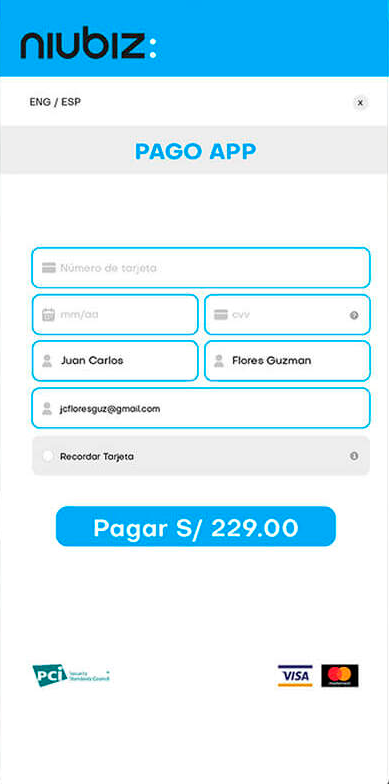 niubiz:
ENG / ESP
x
PAGO APP
Número de tarjeta
mm/aa
cvv
?
Juan Carlos
Flores Guzman
jcfloresguz@gmail.com
Recordar Tarjeta
Pagar S/ 229.00
PCI Security
Standards Council
VISA
mastercard